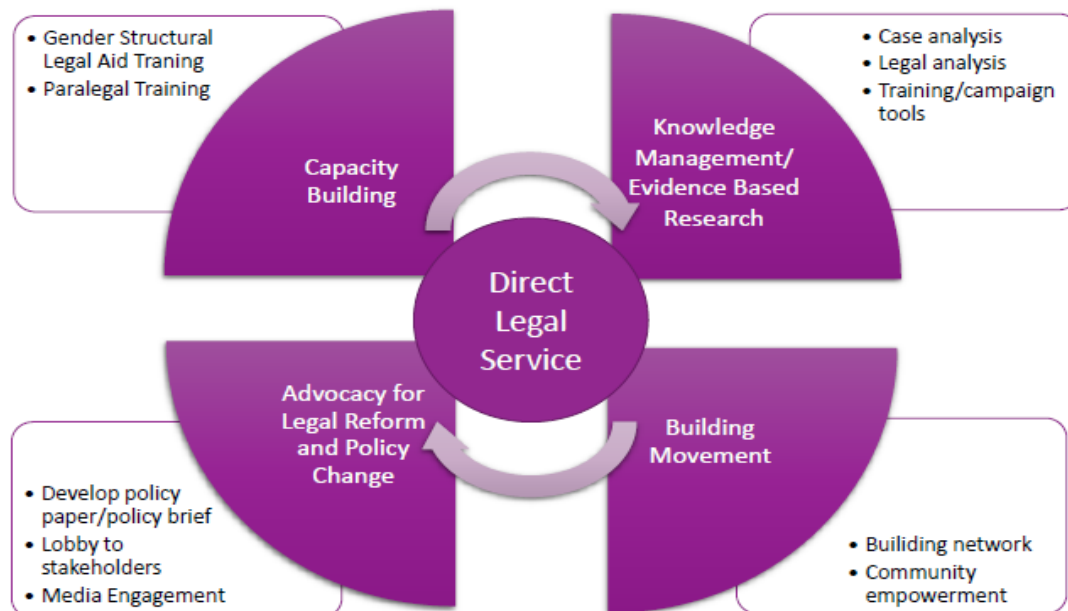 • Gender Structural
Legal Aid Traning
• Paralegal Training
Capacity
Building
• Case analysis
• Legal analysis
• Training/campaign
tools
Knowledge
Management/
Evidence Based
Research
Direct
Legal
Service
Advocacy for
Legal Reform
and Policy
Change
• Develop policy
paper/policy brief
• Lobby to
stakeholders
• Media Engagement
Building
Movement
• Builiding network
• Community
empowerment